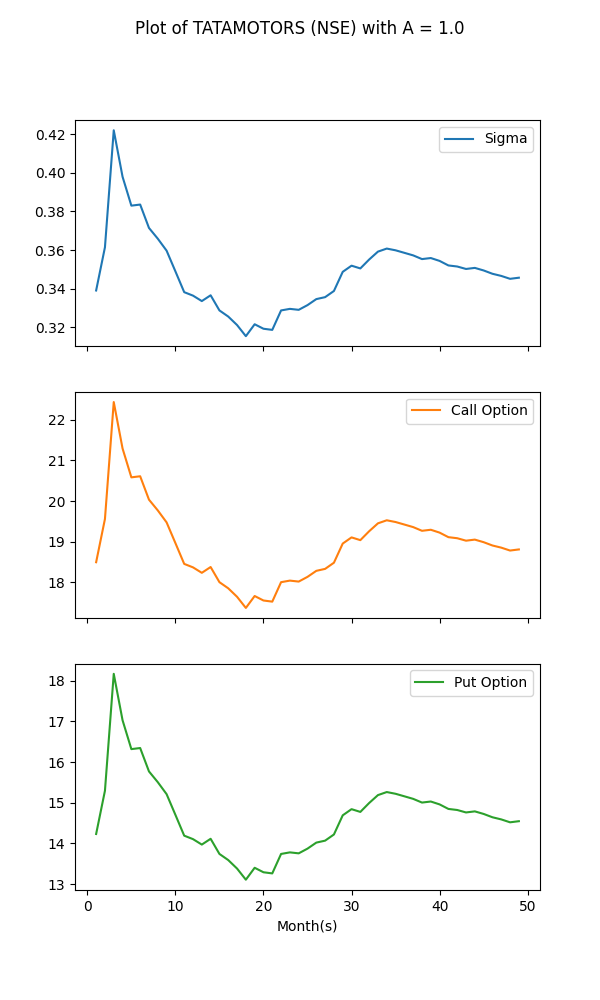 Plot of TATAMOTORS (NSE) with A = 1.0
Sigma
0.42
0.40
0.38
0.36
0.34
0.32
Call Option
22
21
20
19
18
Put Option
18
17
16
15
14
13
0 10 20 30 40 50
Month(s)